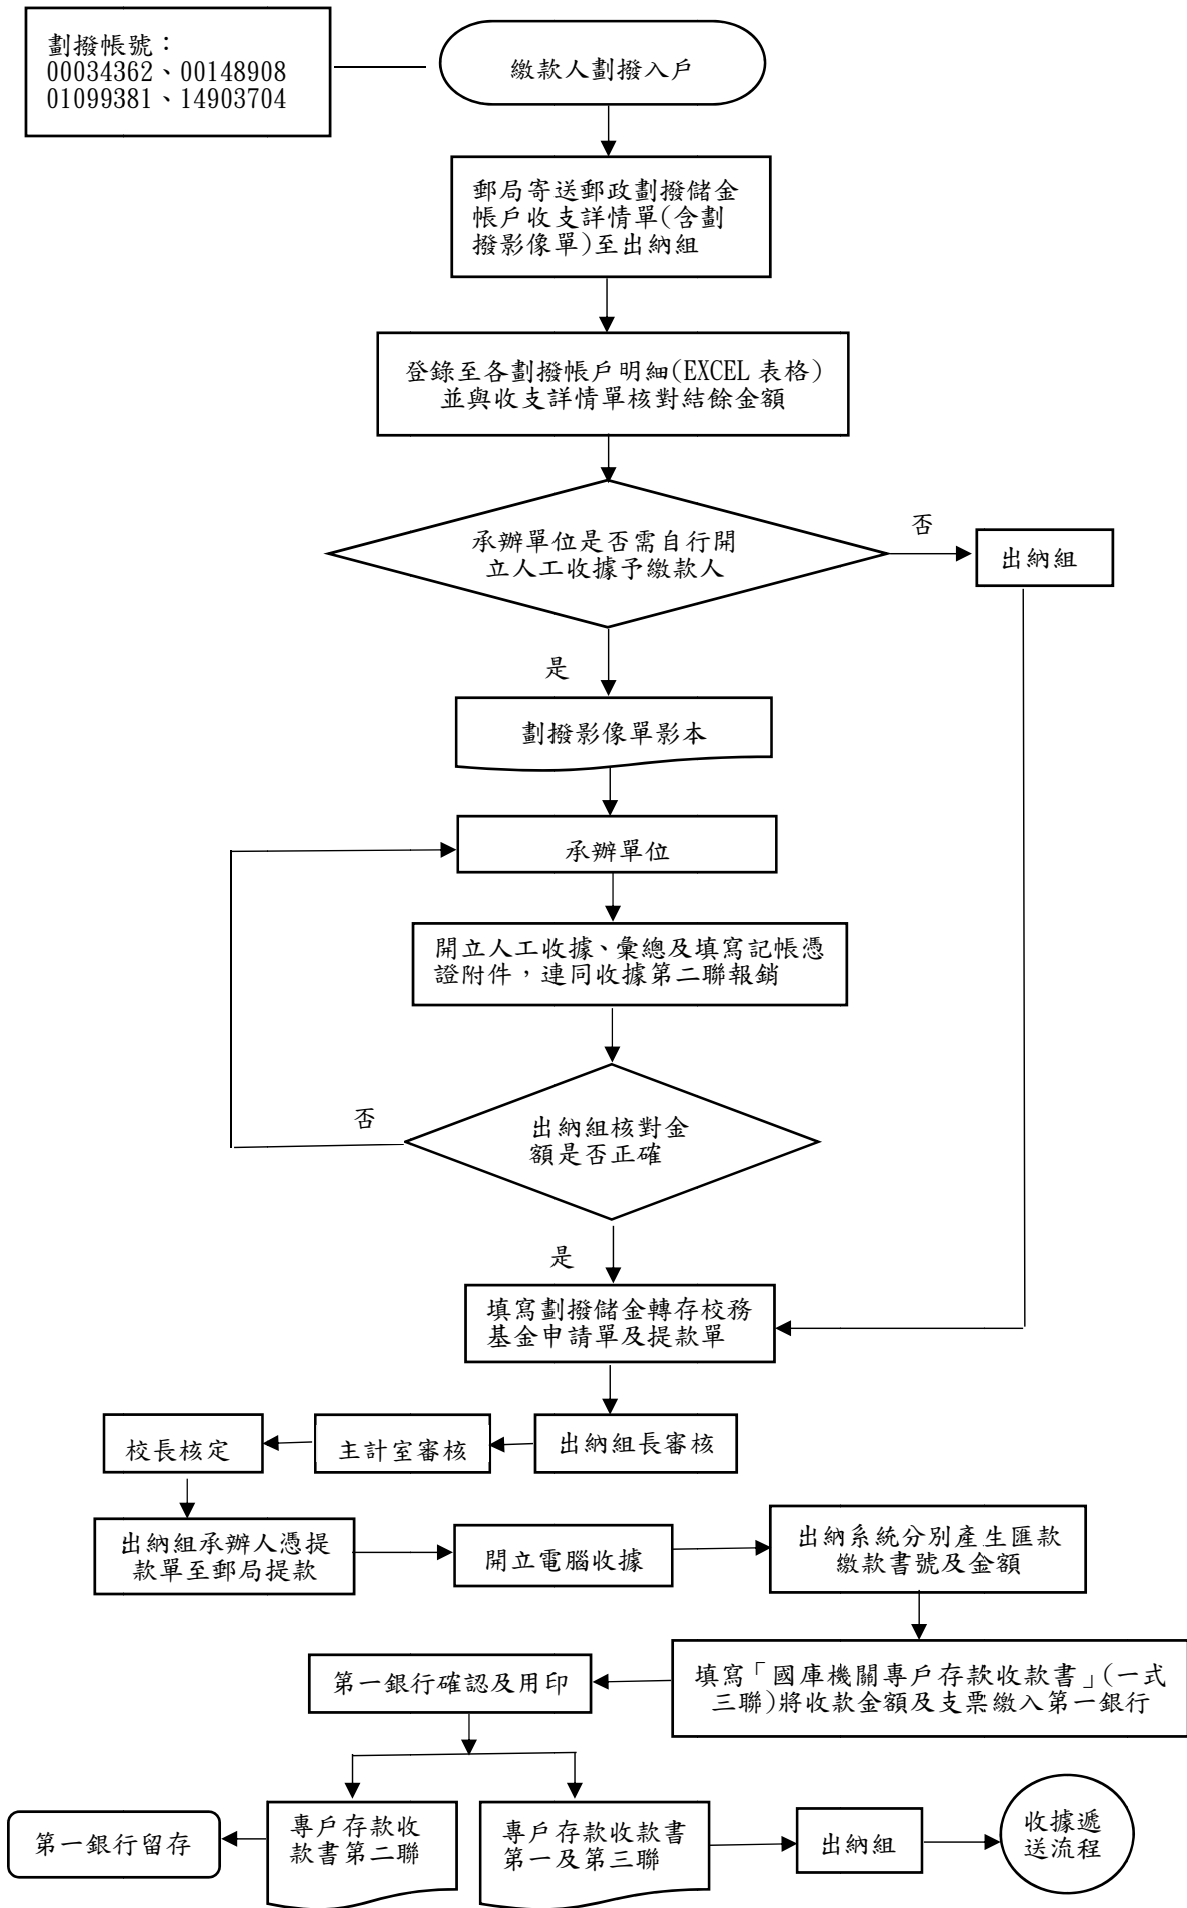 劃撥帳號：
00034362、00148908
01099381、14903704
繳款人劃撥入戶
郵局寄送郵政劃撥儲金
帳戶收支詳情單(含劃
撥影像單)至出納組
登錄至各劃撥帳戶明細(EXCEL 表格)
並與收支詳情單核對結餘金額
承辦單位是否需自行開
立人工收據予繳款人
否
出納組
是
劃撥影像單影本
承辦單位
開立人工收據、彙總及填寫記帳憑
證附件，連同收據第二聯報銷
否
出納組核對金
額是否正確
是
填寫劃撥儲金轉存校務
基金申請單及提款單
出納組長審核
主計室審核
校長核定
出納組承辦人憑提
款單至郵局提款
開立電腦收據
出納系統分別產生匯款
繳款書號及金額
填寫「國庫機關專戶存款收款書」(一式
三聯)將收款金額及支票繳入第一銀行
第一銀行確認及用印
專戶存款收
款書第二聯
第一銀行留存
專戶存款收款書
第一及第三聯
出納組
收據遞
送流程